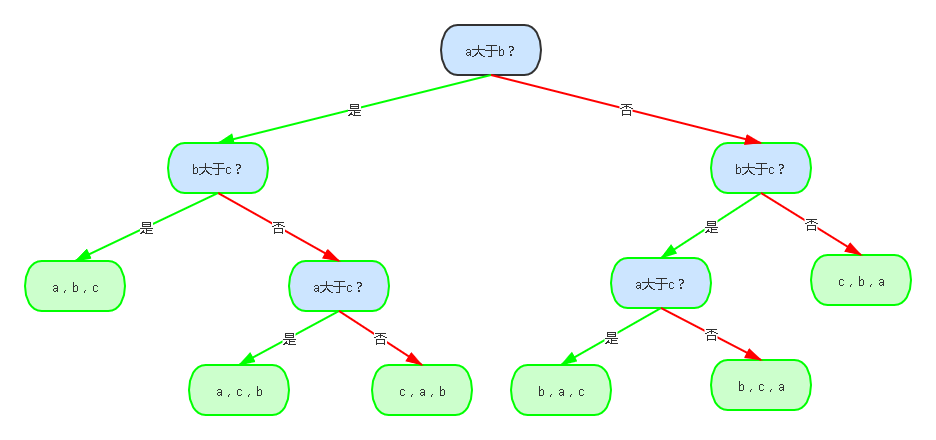 a大于b？
是
否
b大于c？
b大于c？
是
否
是
否
a，b，c
a大于c？
a大于c？
c，b，a
是
否
是
否
a，c，b
c，a，b
b，a，c
b，c，a